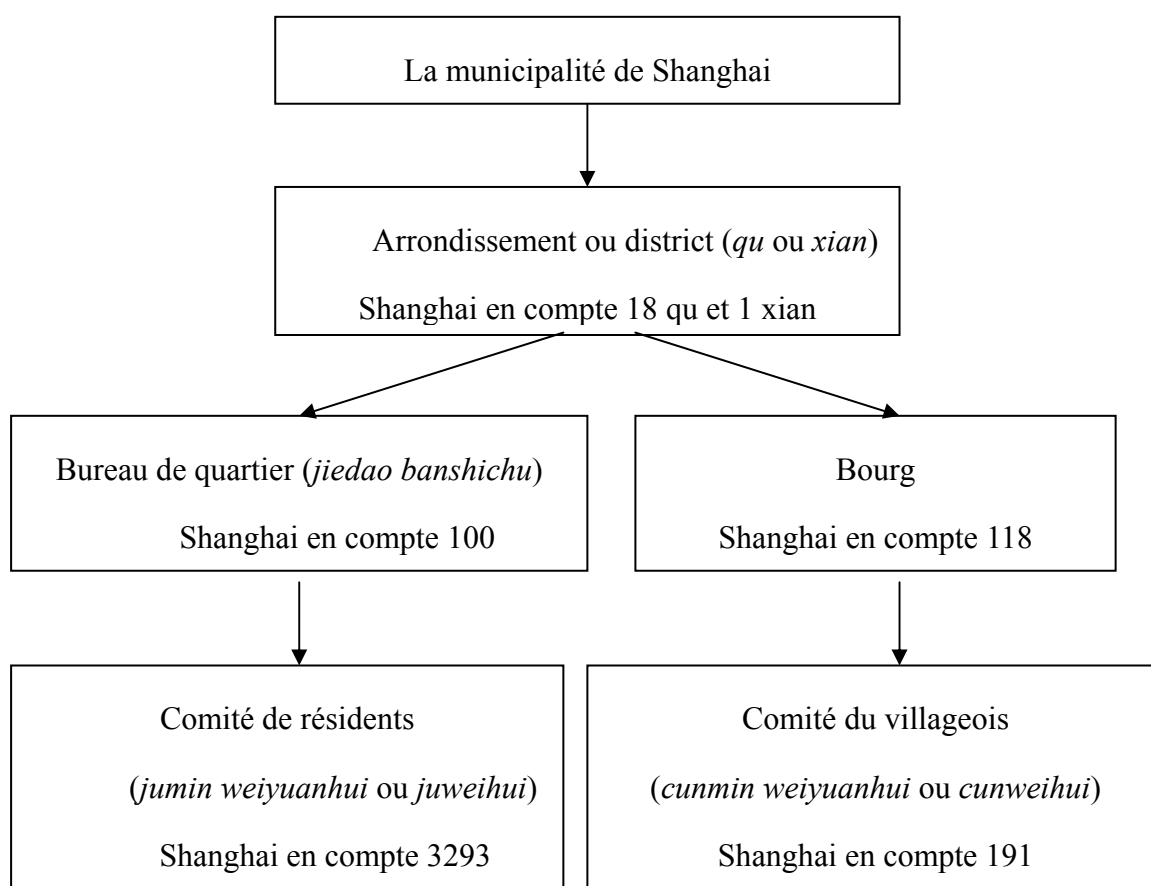 La municipalité de Shanghai
Arrondissement ou district (qu ou xian)
Shanghai en compte 18 qu et 1 xian
Bureau de quartier (jiedao banshichu)
Shanghai en compte 100
Bourg
Shanghai en compte 118
Comité de résidents
(jumin weiyuanhui ou juweihui)
Shanghai en compte 3293
Comité du villageois
(cunmin weiyuanhui ou cunweihui)
Shanghai en compte 191